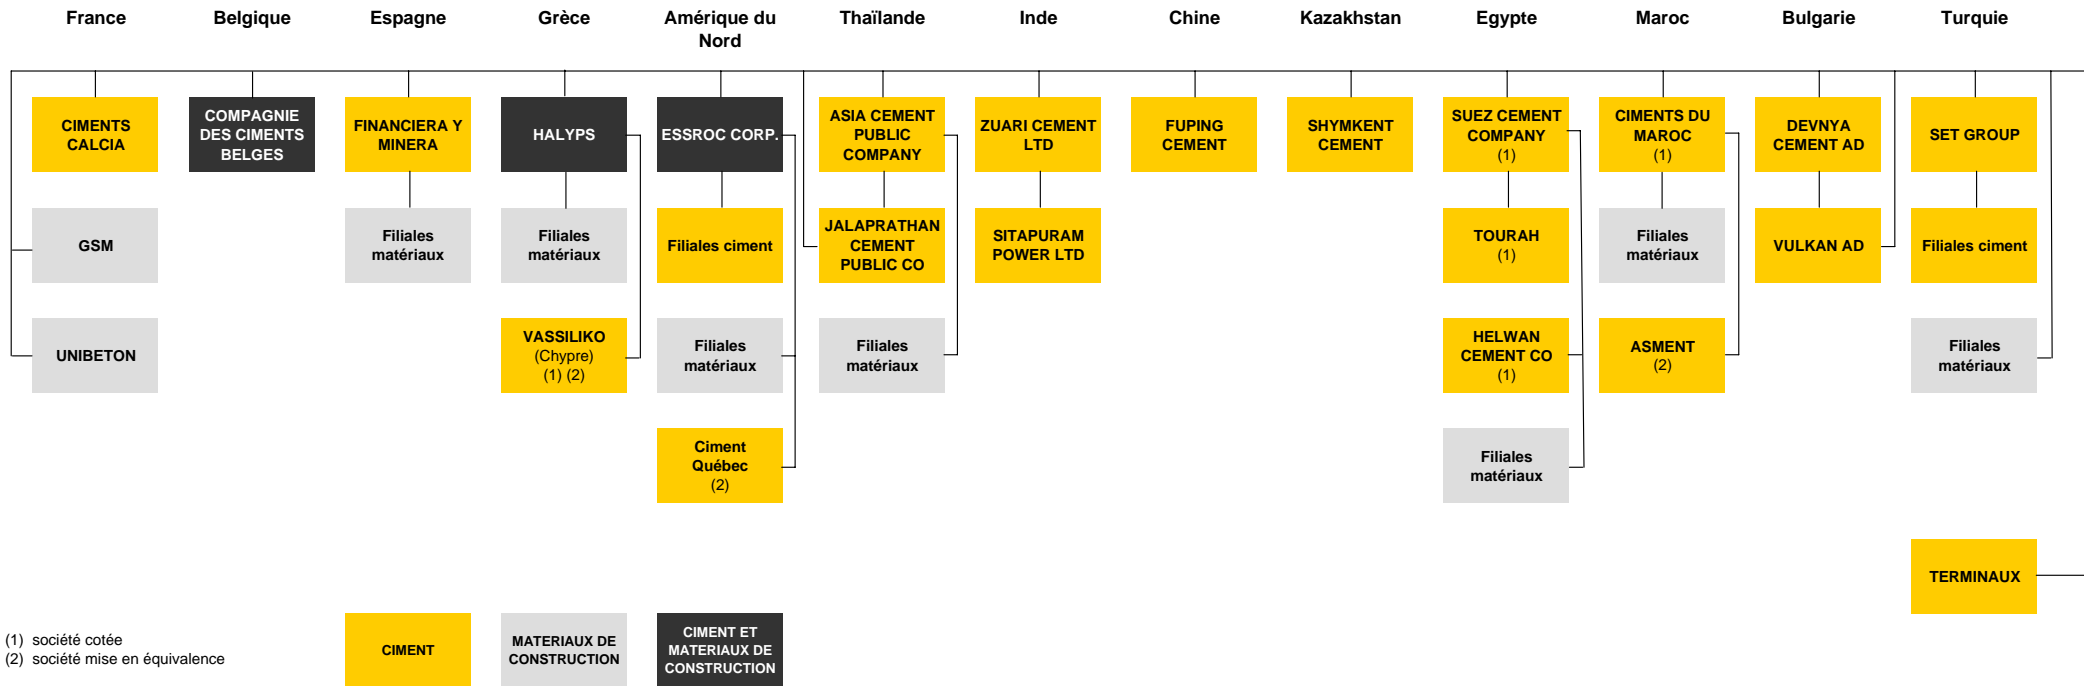 France
Belgique
Espagne
Grèce
Amérique du
Nord
Thaïlande
Inde
Chine
Kazakhstan
Egypte
Maroc
Bulgarie
Turquie
CIMENTS
CALCIA
COMPAGNIE
DES CIMENTS
BELGES
FINANCIERA Y
MINERA
HALYPS
ESSROC CORP.
ASIA CEMENT
PUBLIC
COMPANY
ZUARI CEMENT
LTD
FUPING
CEMENT
SHYMKENT
CEMENT
SUEZ CEMENT
COMPANY
(1)
CIMENTS DU
MAROC
(1)
DEVNYA
CEMENT AD
SET GROUP
GSM
Filiales
matériaux
Filiales
matériaux
Filiales ciment
JALAPRATHAN
CEMENT
PUBLIC CO
SITAPURAM
POWER LTD
TOURAH
(1)
Filiales
matériaux
VULKAN AD
Filiales ciment
UNIBETON
VASSILIKO
(Chypre)
(1) (2)
Filiales
matériaux
Filiales
matériaux
HELWAN
CEMENT CO
(1)
ASMENT
(2)
Filiales
matériaux
Ciment
Québec
(2)
Filiales
matériaux
TERMINAUX
(1) société cotée
(2) société mise en équivalence
CIMENT
MATERIAUX DE
CONSTRUCTION
CIMENT ET
MATERIAUX DE
CONSTRUCTION